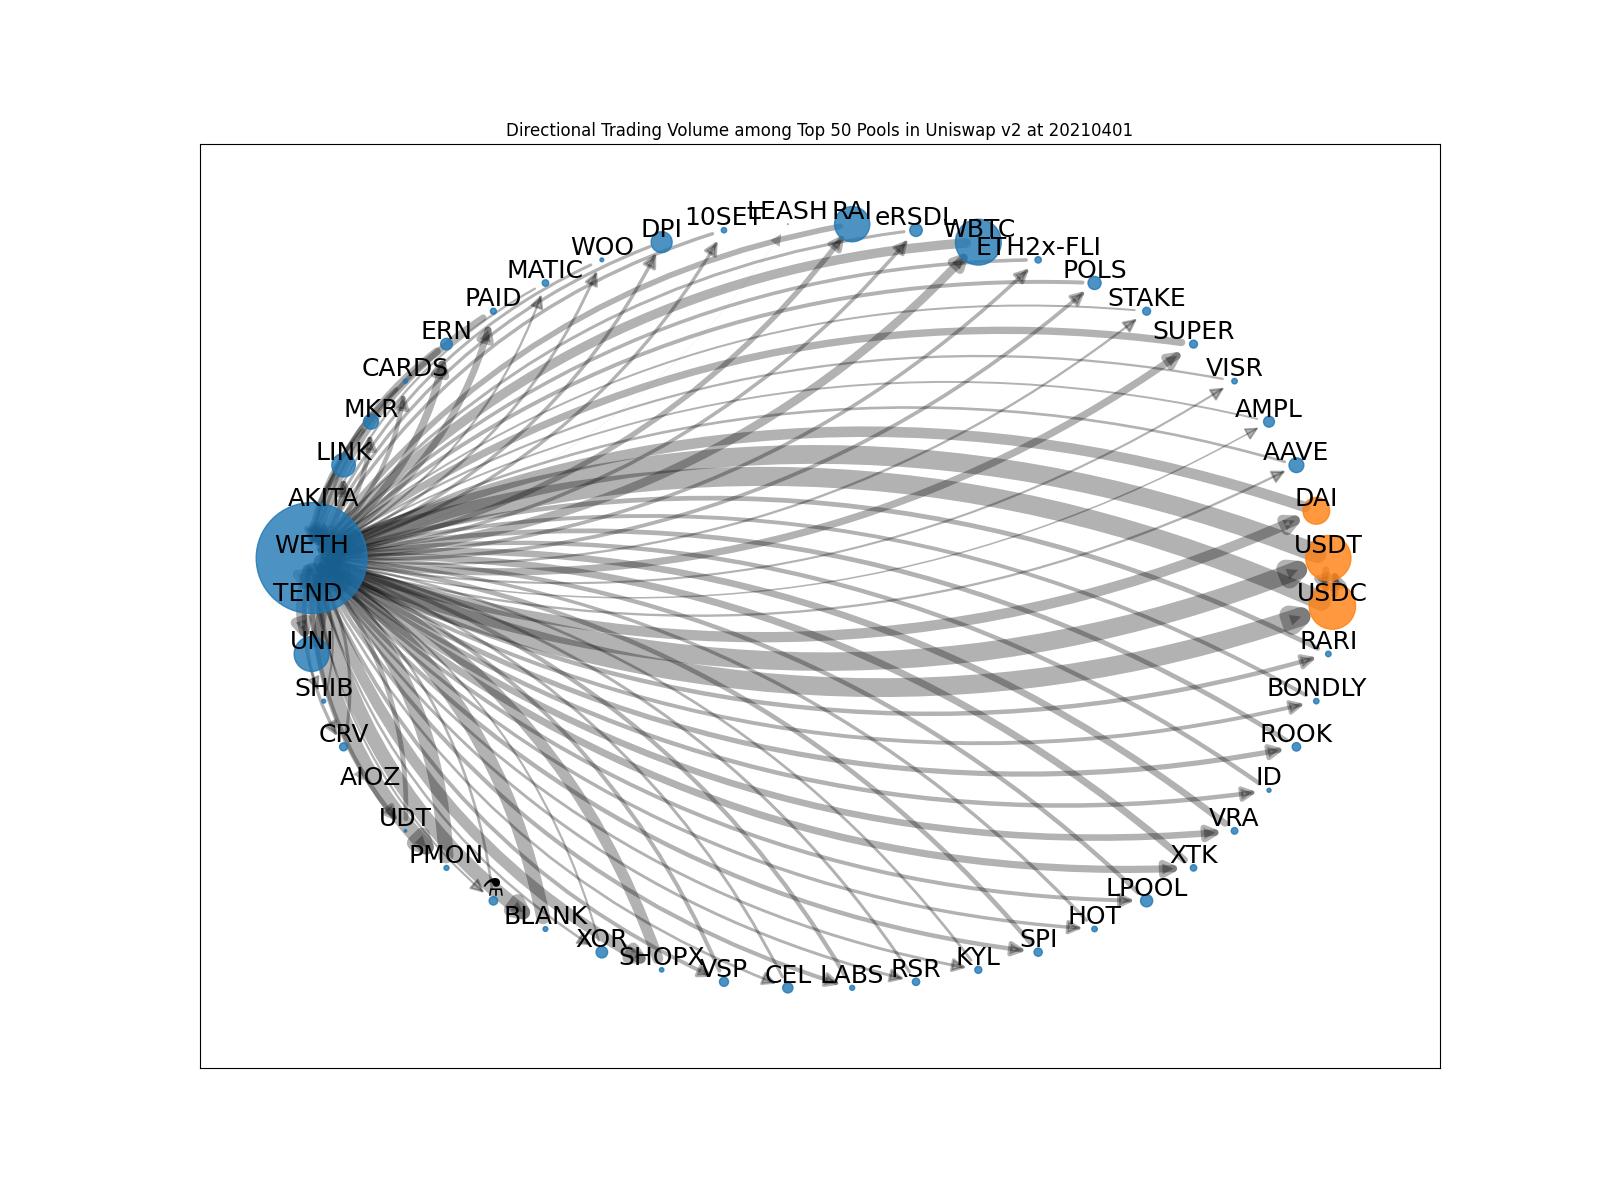 Directional Trading Volume among Top 50 Pools in Uniswap v2 at 20210401
10SET
LEASH
RAI
eRSDL
DPI
WBTC
WOO
ETH2x-FLI
MATIC
POLS
PAID
STAKE
ERN
SUPER
CARDS
VISR
MKR
AMPL
LINK
AAVE
AKITA
DAI
WETH
USDT
TEND
USDC
UNI
RARI
SHIB
BONDLY
CRV
ROOK
AIOZ
ID
UDT
VRA
PMON
XTK
⚗
LPOOL
BLANK
HOT
XOR
SPI
SHOPX
KYL
VSP
RSR
CEL
LABS